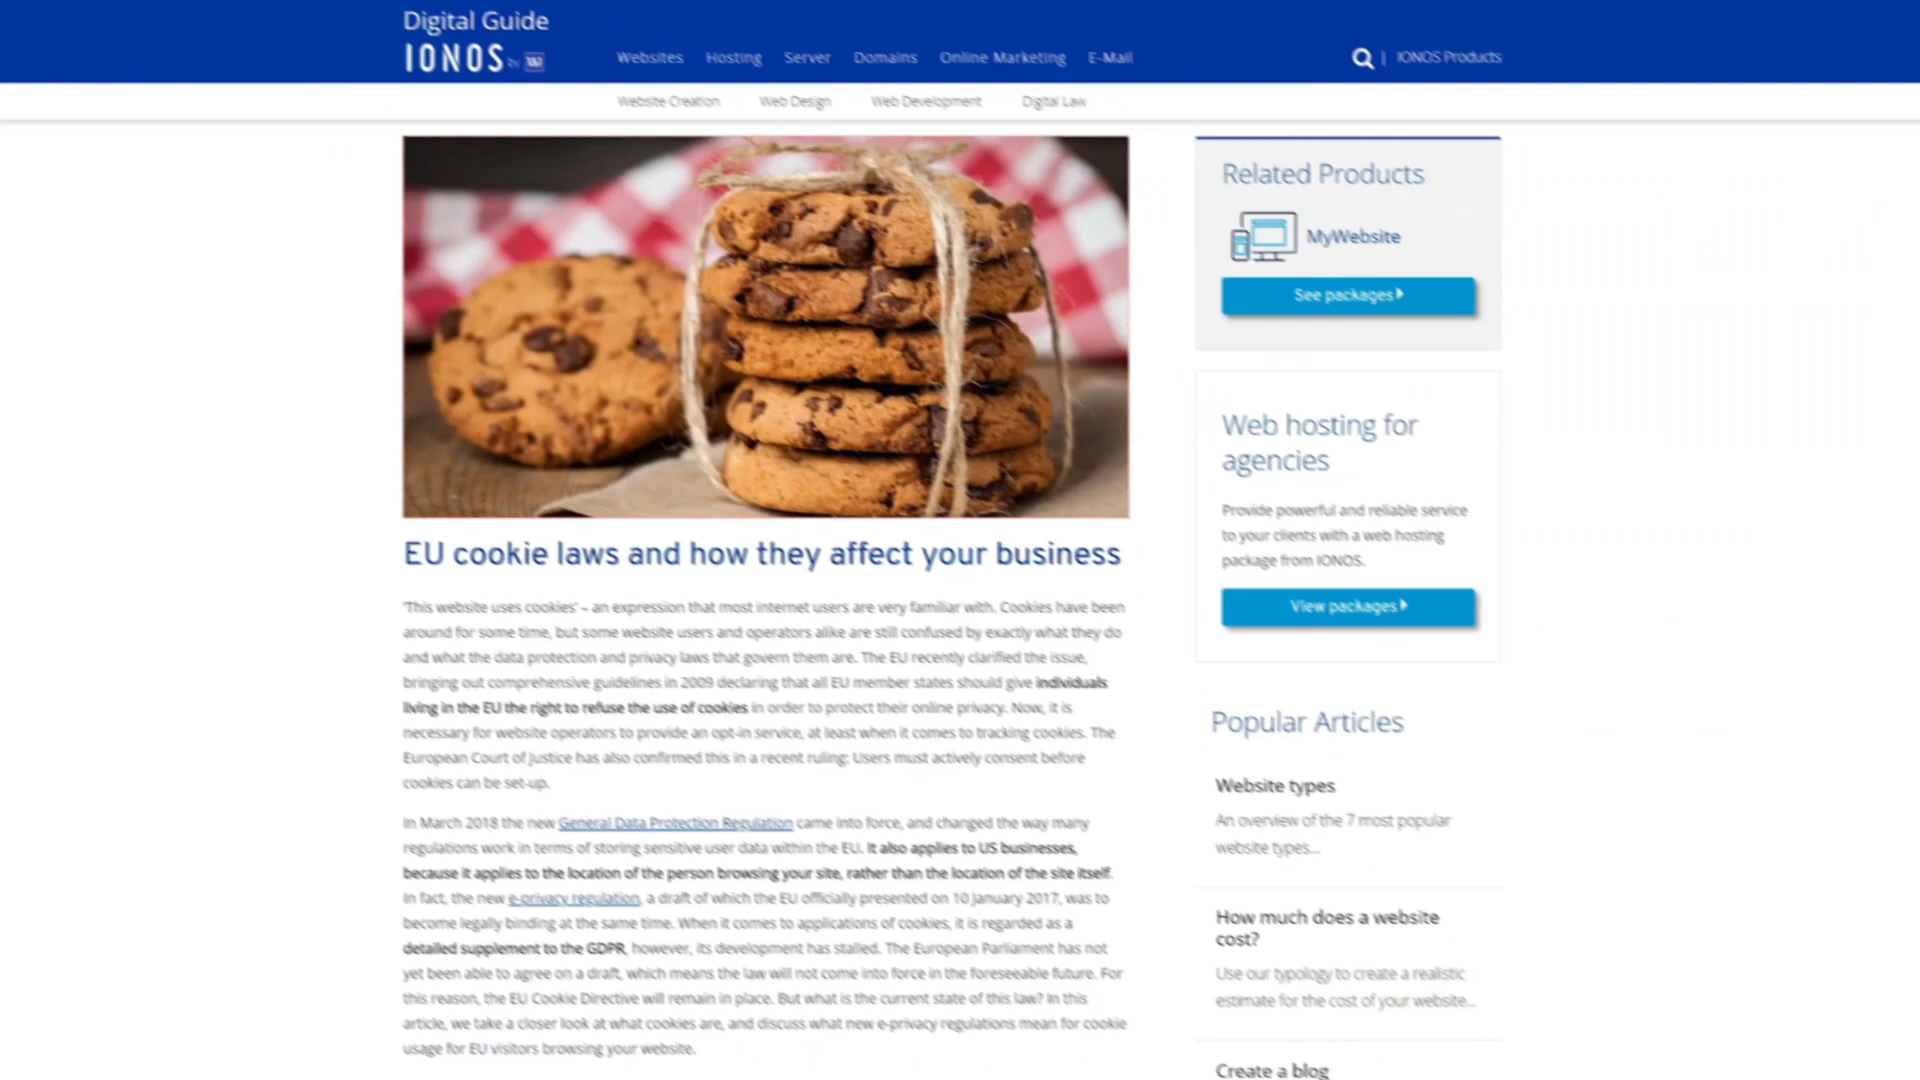 Digital Guide
IONOS by 1&1
Websites Hosting Server Domains Online Marketing E-Mail
| IONOS Products
Website Creation Web Design Web Development Digital Law
EU cookie laws and how they affect your business
'This website uses cookies' – an expression that most internet users are very familiar with. Cookies have been
around for some time, but some website users and operators alike are still confused by exactly what they do
and what the data protection and privacy laws that govern them are. The EU recently clarified the issue,
bringing out comprehensive guidelines in 2009 declaring that all EU member states should give individuals
living in the EU the right to refuse the use of cookies in order to protect their online privacy. Now, it is
necessary for website operators to provide an opt-in service, at least when it comes to tracking cookies. The
European Court of Justice has also confirmed this in a recent ruling: Users must actively consent before
cookies can be set-up.
In March 2018 the new General Data Protection Regulation came into force, and changed the way many
regulations work in terms of storing sensitive user data within the EU. It also applies to US businesses,
because it applies to the location of the person browsing your site, rather than the location of the site itself.
In fact, the new e-privacy regulation, a draft of which the EU officially presented on 10 January 2017, was to
become legally binding at the same time. When it comes to applications of cookies, it is regarded as a
detailed supplement to the GDPR, however, its development has stalled. The European Parliament has not
yet been able to agree on a draft, which means the law will not come into force in the foreseeable future. For
this reason, the EU Cookie Directive will remain in place. But what is the current state of this law? In this
article, we take a closer look at what cookies are, and discuss what new e-privacy regulations mean for cookie
usage for EU visitors browsing your website.
Related Products
MyWebsite
See packages
Web hosting for
agencies
Provide powerful and reliable service
to your clients with a web hosting
package from IONOS.
View packages
Popular Articles
Website types
An overview of the 7 most popular
website types...
How much does a website
cost?
Use our typology to create a realistic
estimate for the cost of your website...
Create a blog